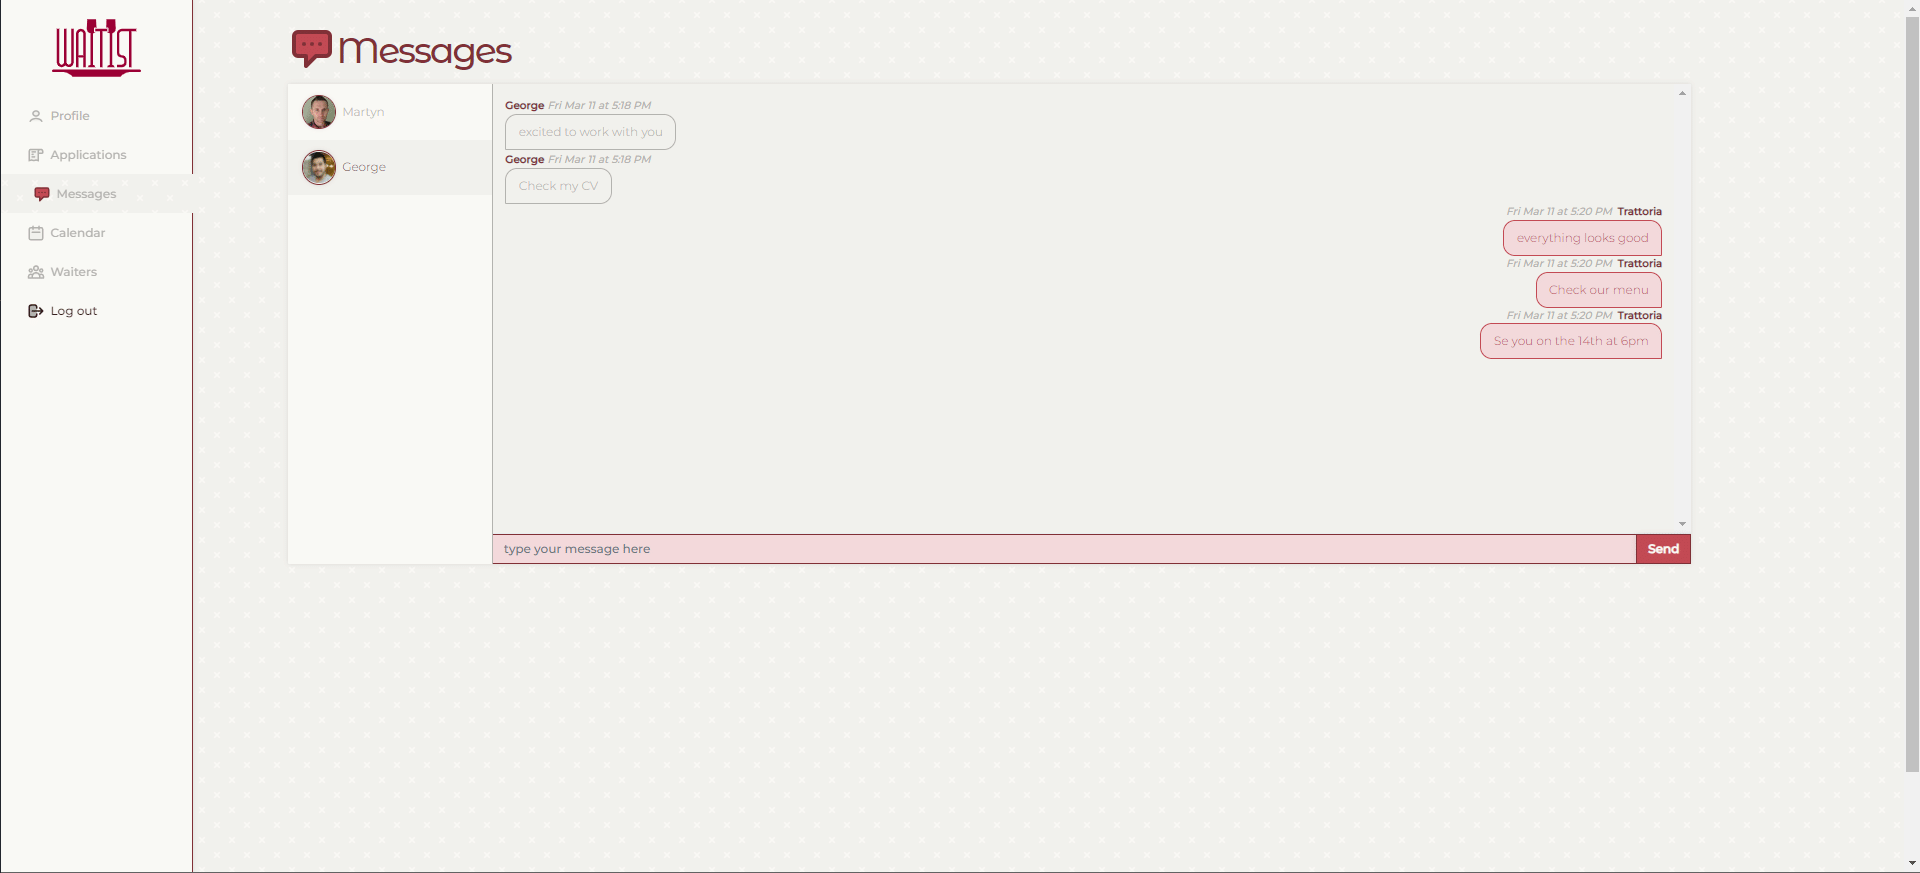 WAITIST
Profile
Applications
Messages
Calendar
Waiters
Log out
Messages
Martyn
George
George Fri Mar 11 at 5:18 PM
excited to work with you
George Fri Mar 11 at 5:18 PM
Check my CV
Fri Mar 11 at 5:20 PM Trattoria
everything looks good
Fri Mar 11 at 5:20 PM Trattoria
Check our menu
Fri Mar 11 at 5:20 PM Trattoria
Se you on the 14th at 6pm
type your message here
Send